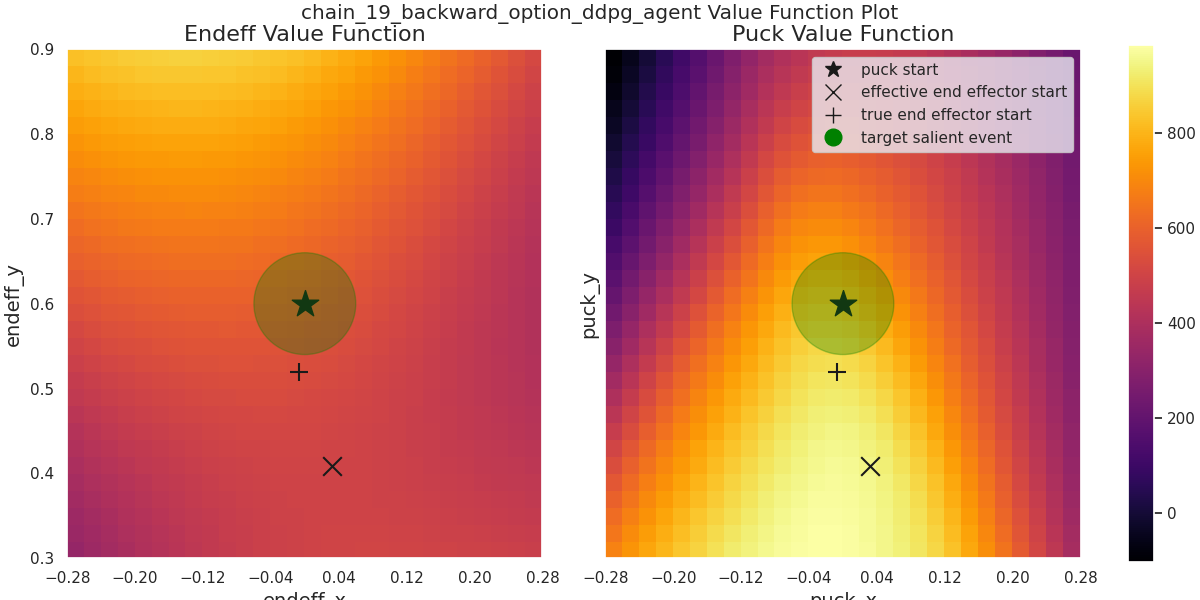 chain_19_backward_option_ddpg_agent Value Function Plot
Endeff Value Function
Puck Value Function
0.9
0.8
0.7
0.6
0.5
0.4
0.3
endeff_y
−0.28 −0.20 −0.12 −0.04 0.04 0.12 0.20 0.28
endeff_x
puck_y
puck start
effective end effector start
true end effector start
target salient event
−0.28 −0.20 −0.12 −0.04 0.04 0.12 0.20 0.28
puck_x
800
600
400
200
0